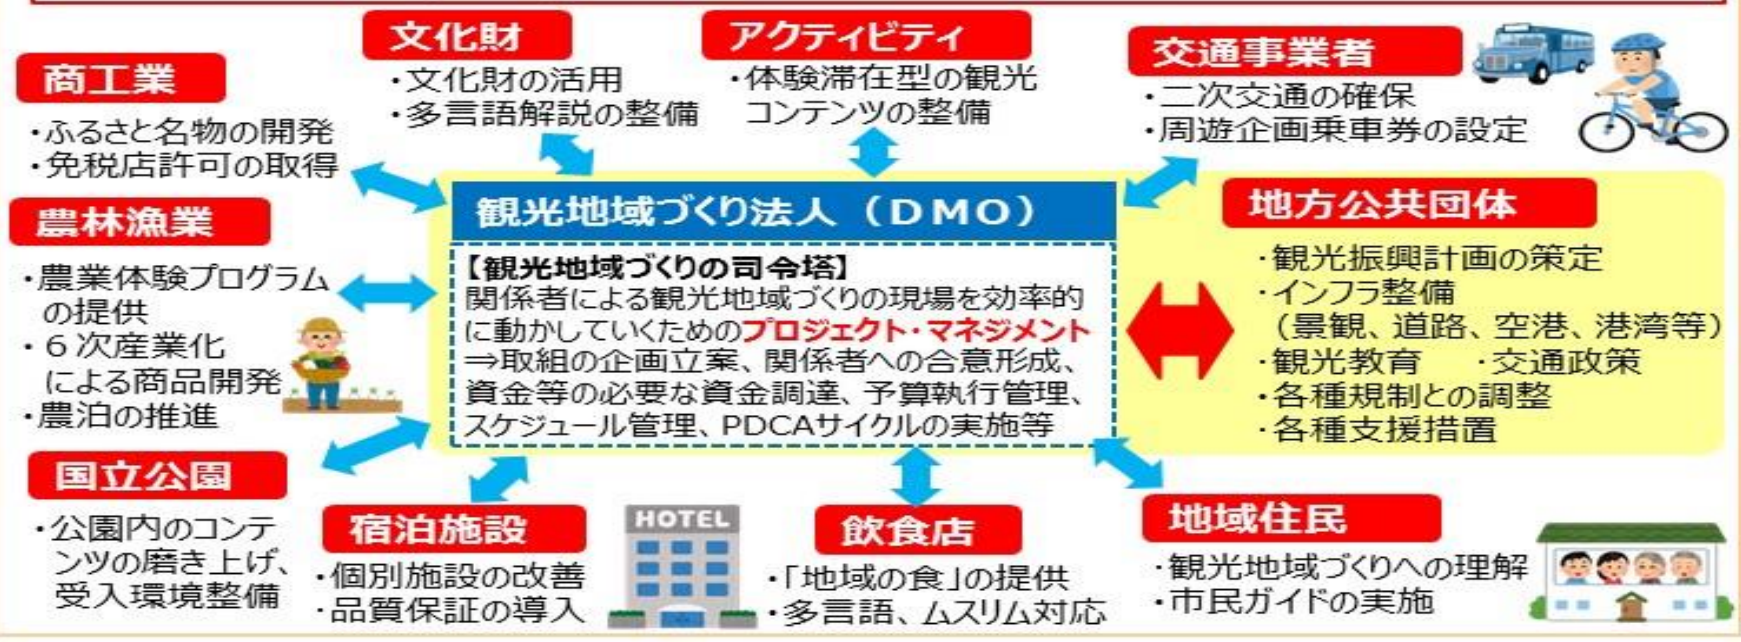 文化財
・文化財の活用
・多言語解説の整備
アクティビティ
・体験滞在型の観光
コンテンツの整備
交通事業者
・二次交通の確保
・周遊企画乗車券の設定
商工業
・ふるさと名物の開発
・免税店許可の取得
農林漁業
・農業体験プログラム
の提供
・６次産業化
による商品開発
・農泊の推進
観光地域づくり法人（ＤＭＯ）
【観光地域づくりの司令塔】
関係者による観光地域づくりの現場を効率的
に動かしていくためのプロジェクト・マネジメント
⇒取組の企画立案、関係者への合意形成、
資金等の必要な資金調達、予算執行管理、
スケジュール管理、PDCAサイクルの実施等
地方公共団体
・観光振興計画の策定
・インフラ整備
（景観、道路、空港、港湾等）
・観光教育　・交通政策
・各種規制との調整
・各種支援措置
国立公園
・公園内のコンテ
ンツの磨き上げ、
受入環境整備
宿泊施設
・個別施設の改善
・品質保証の導入
HOTEL
飲食店
・「地域の食」の提供
・多言語、ムスリム対応
地域住民
・観光地域づくりへの理解
・市民ガイドの実施